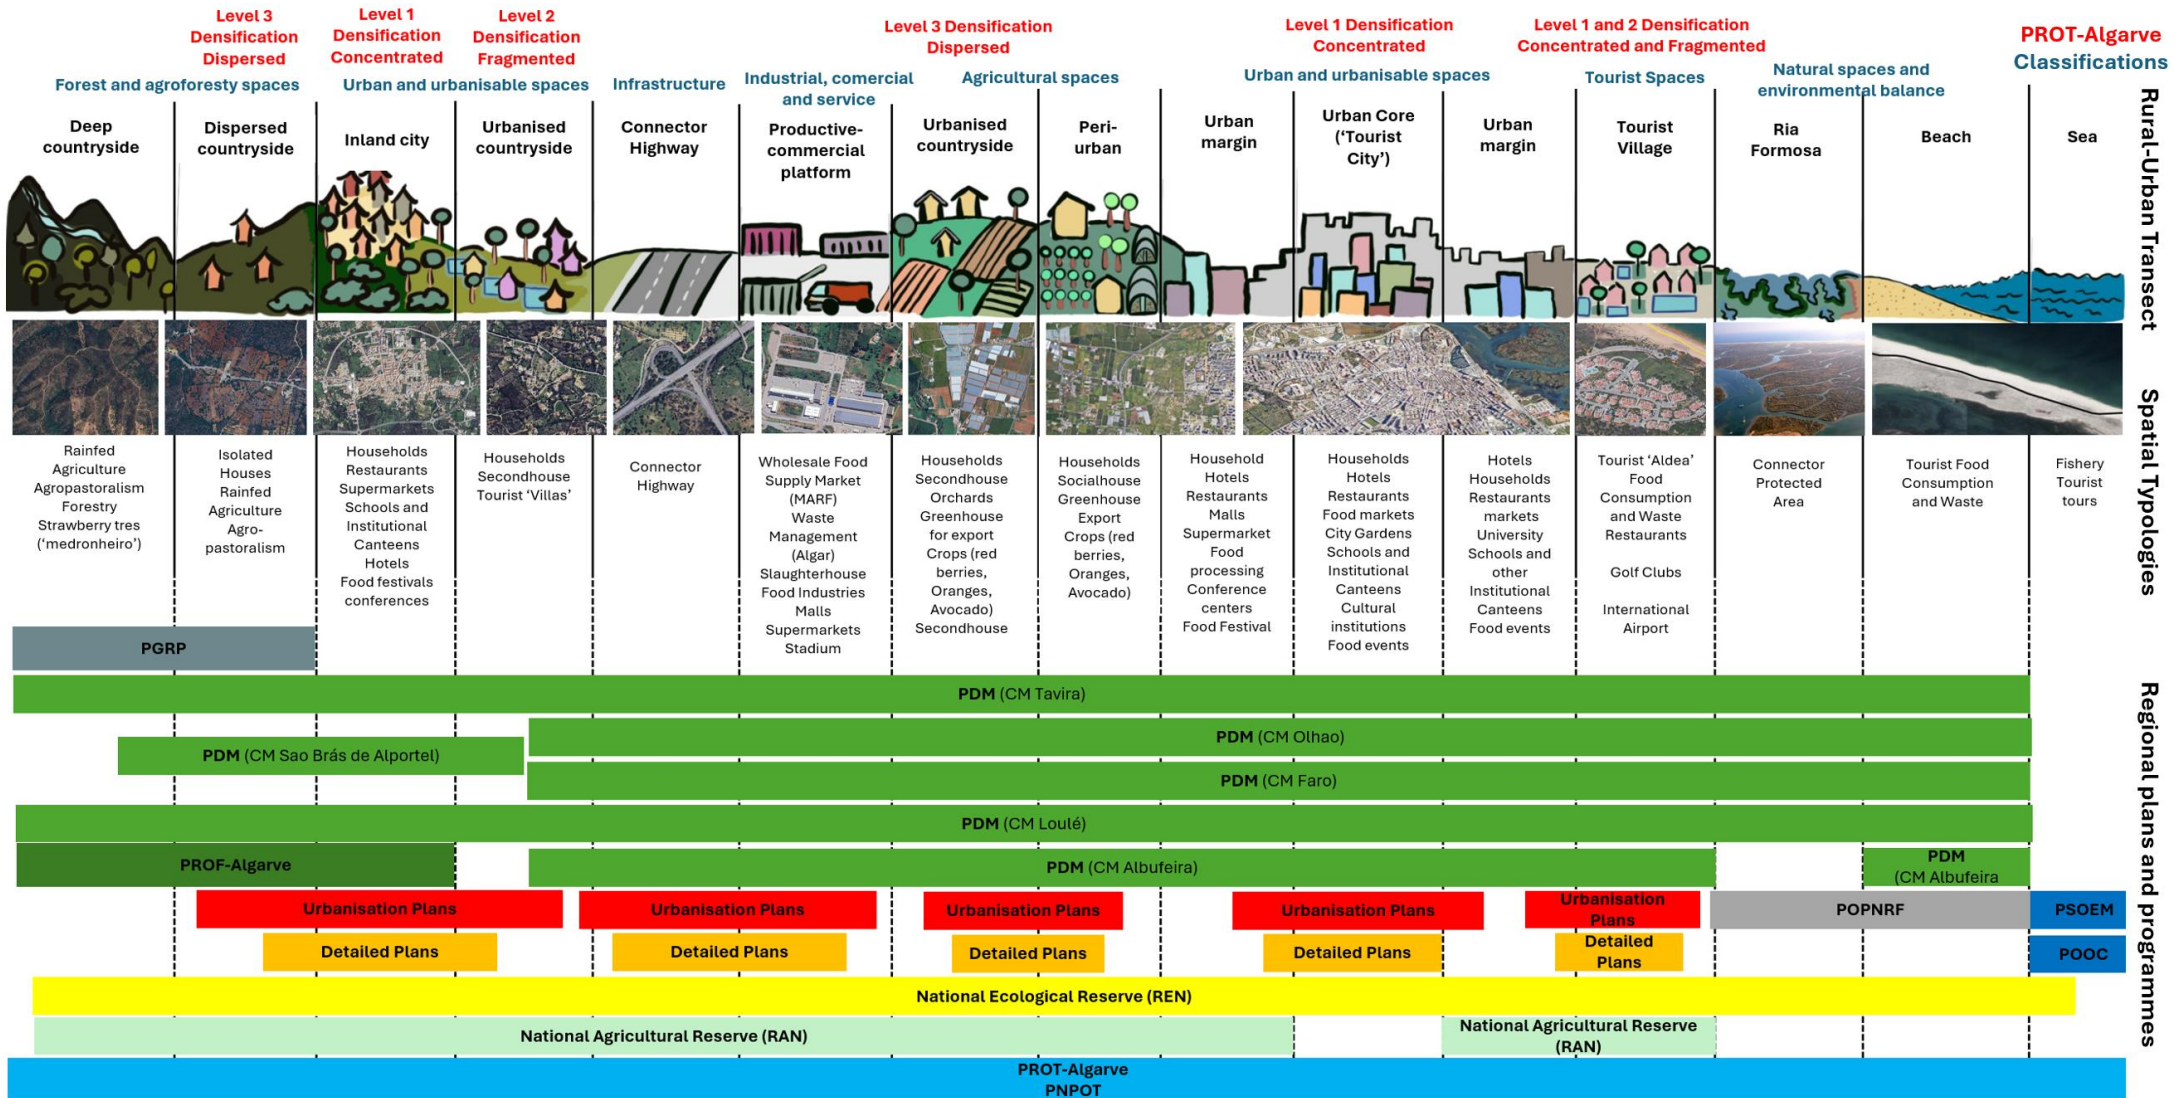 Level 3
Densification
Dispersed
Level 1
Densification
Concentrated
Level 2
Densification
Fragmented
Level 3 Densification
Dispersed
Level 1 Densification
Concentrated
Level 1 and 2 Densification
Concentrated and Fragmented
PROT-Algarve
Classifications
Forest and agroforesty spaces
Urban and urbanisable spaces
Infrastructure
Industrial, comercial
and service
Agricultural spaces
Urban and urbanisable spaces
Tourist Spaces
Natural spaces and
environmental balance
Rural-Urban Transect
Deep
countryside
Dispersed
countryside
Inland city
Urbanised
countryside
Connector
Highway
Productive-
commercial
platform
Urbanised
countryside
Peri-
urban
Urban
margin
Urban Core
(‘Tourist
City’)
Urban
margin
Tourist
Village
Ria
Formosa
Beach
Sea
Spatial Typologies
Rainfed
Agriculture
Agropastoralism
Forestry
Strawberry tres
(‘medronheiro’)
Isolated
Houses
Rainfed
Agriculture
Agro-
pastoralism
Households
Restaurants
Supermarkets
Schools and
Institutional
Canteens
Hotels
Food festivals
conferences
Households
Secondhouse
Tourist ‘Villas’
Connector
Highway
Wholesale Food
Supply Market
(MARF)
Waste
Management
(Algar)
Slaughterhouse
Food Industries
Malls
Supermarkets
Stadium
Households
Secondhouse
Orchards
Greenhouse
for export
Crops (red
berries,
Oranges,
Avocado)
Secondhouse
Households
Socialhouse
Greenhouse
Export
Crops (red
berries,
Oranges,
Avocado)
Household
Hotels
Restaurants
Malls
Supermarket
Food
processing
Conference
centers
Food Festival
Households
Hotels
Restaurants
Food markets
City Gardens
Schools and
Institutional
Canteens
Cultural
institutions
Food events
Hotels
Households
Restaurants
markets
University
Schools and
other
Institutional
Canteens
Food events
Tourist ‘Aldea’
Food
Consumption
and Waste
Restaurants
Golf Clubs
International
Airport
Connector
Protected
Area
Tourist Food
Consumption
and Waste
Fishery
Tourist
tours
Regional plans and programmes
PGRP
PDM (CM Tavira)
PDM (CM Olhao)
PDM (CM Sao Brás de Alportel)
PDM (CM Faro)
PDM (CM Loulé)
PROF-Algarve
PDM (CM Albufeira)
PDM
(CM Albufeira
Urbanisation Plans
Urbanisation Plans
Urbanisation Plans
Urbanisation Plans
Urbanisation
Plans
POPNRF
PSOEM
Detailed Plans
Detailed Plans
Detailed Plans
Detailed Plans
Detailed
Plans
POOC
National Ecological Reserve (REN)
National Agricultural Reserve (RAN)
National Agricultural Reserve
(RAN)
PROT-Algarve
PNPOT